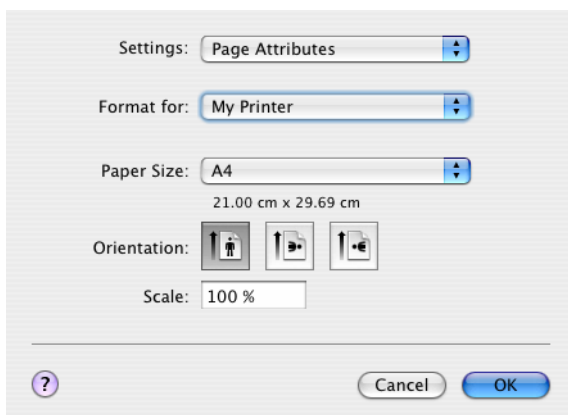 Settings: Page Attributes
Format for: My Printer
Paper Size: A4
21.00 cm x 29.69 cm
Orientation:
Scale: 100 %
? Cancel OK